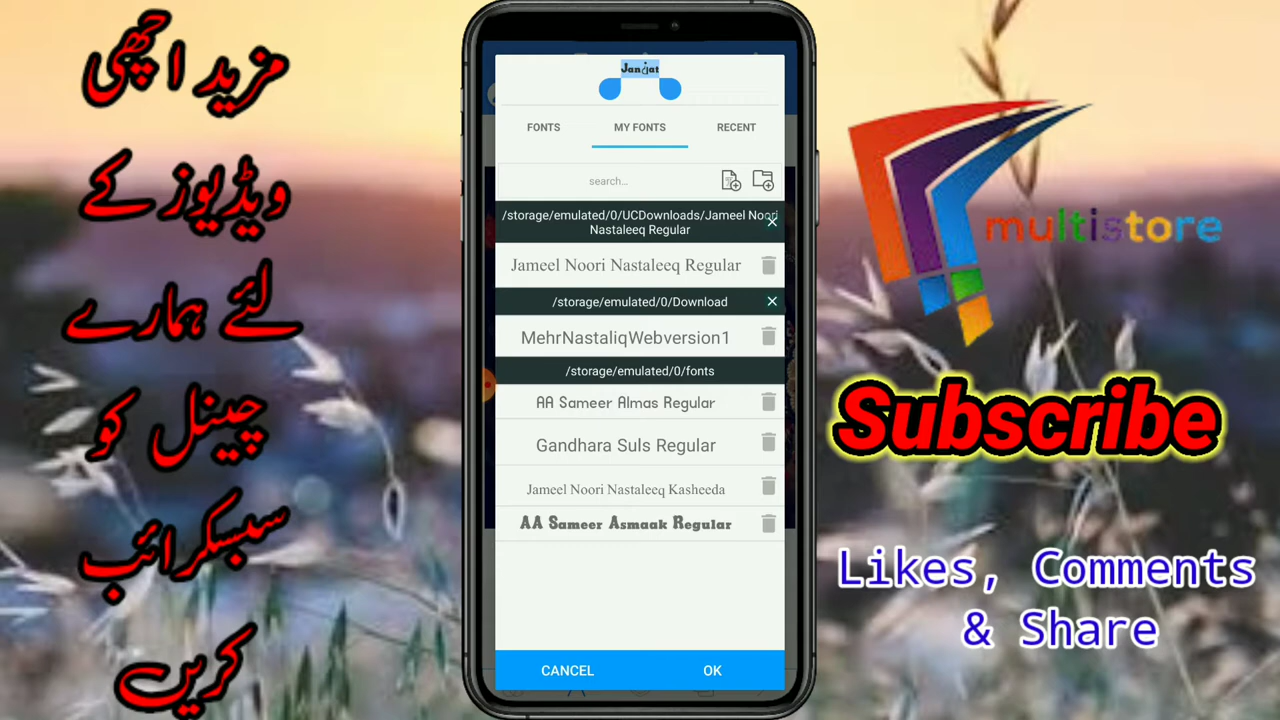 مزید اچھی
ویڈیوز کے
لئے ہمارے
چینل کو
سبسکرائب
کریں
FONTS
MY FONTS
RECENT
search...
/storage/emulated/0/UCDownloads/Jameel Noori
Nastaleeq Regular
Jameel Noori Nastaleeq Regular
/storage/emulated/0/Download
MehrNastaliqWebversion1
/storage/emulated/0/fonts
AA Sameer Almas Regular
Gandhara Suls Regular
Jameel Noori Nastaleeq Kasheeda
AA Sameer Asmaak Regular
CANCEL
OK
multistore
Subscribe
Likes, Comments
& Share